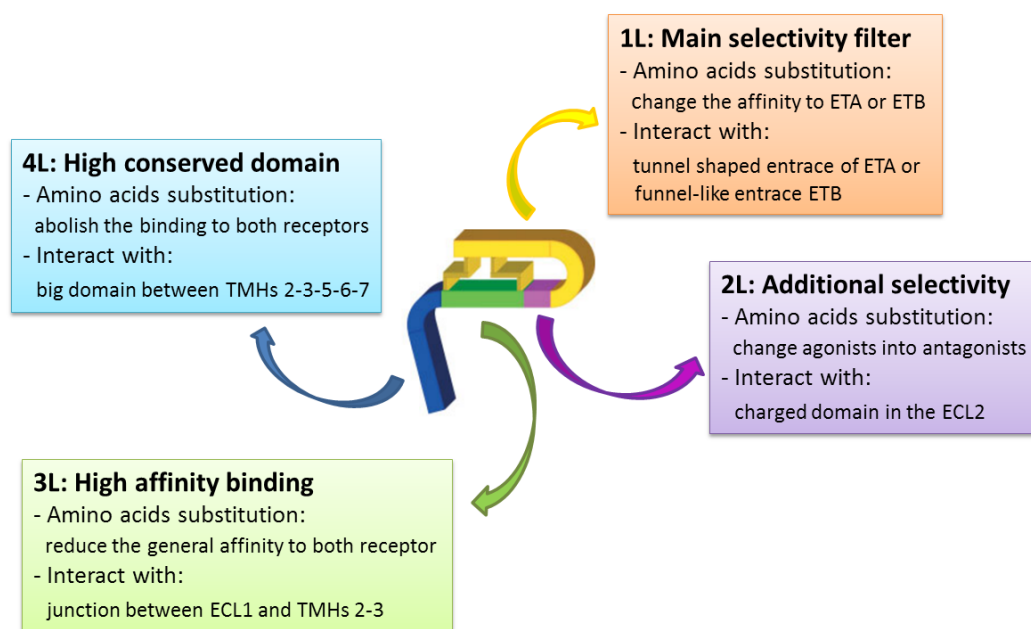 1L: Main selectivity filter
- Amino acids substitution:
change the affinity to ETA or ETB
- Interact with:
tunnel shaped entrace of ETA or
funnel-like entrace ETB
4L: High conserved domain
- Amino acids substitution:
abolish the binding to both receptors
- Interact with:
big domain between TMHs 2-3-5-6-7
2L: Additional selectivity
- Amino acids substitution:
change agonists into antagonists
- Interact with:
charged domain in the ECL2
3L: High affinity binding
- Amino acids substitution:
reduce the general affinity to both receptor
- Interact with:
junction between ECL1 and TMHs 2-3